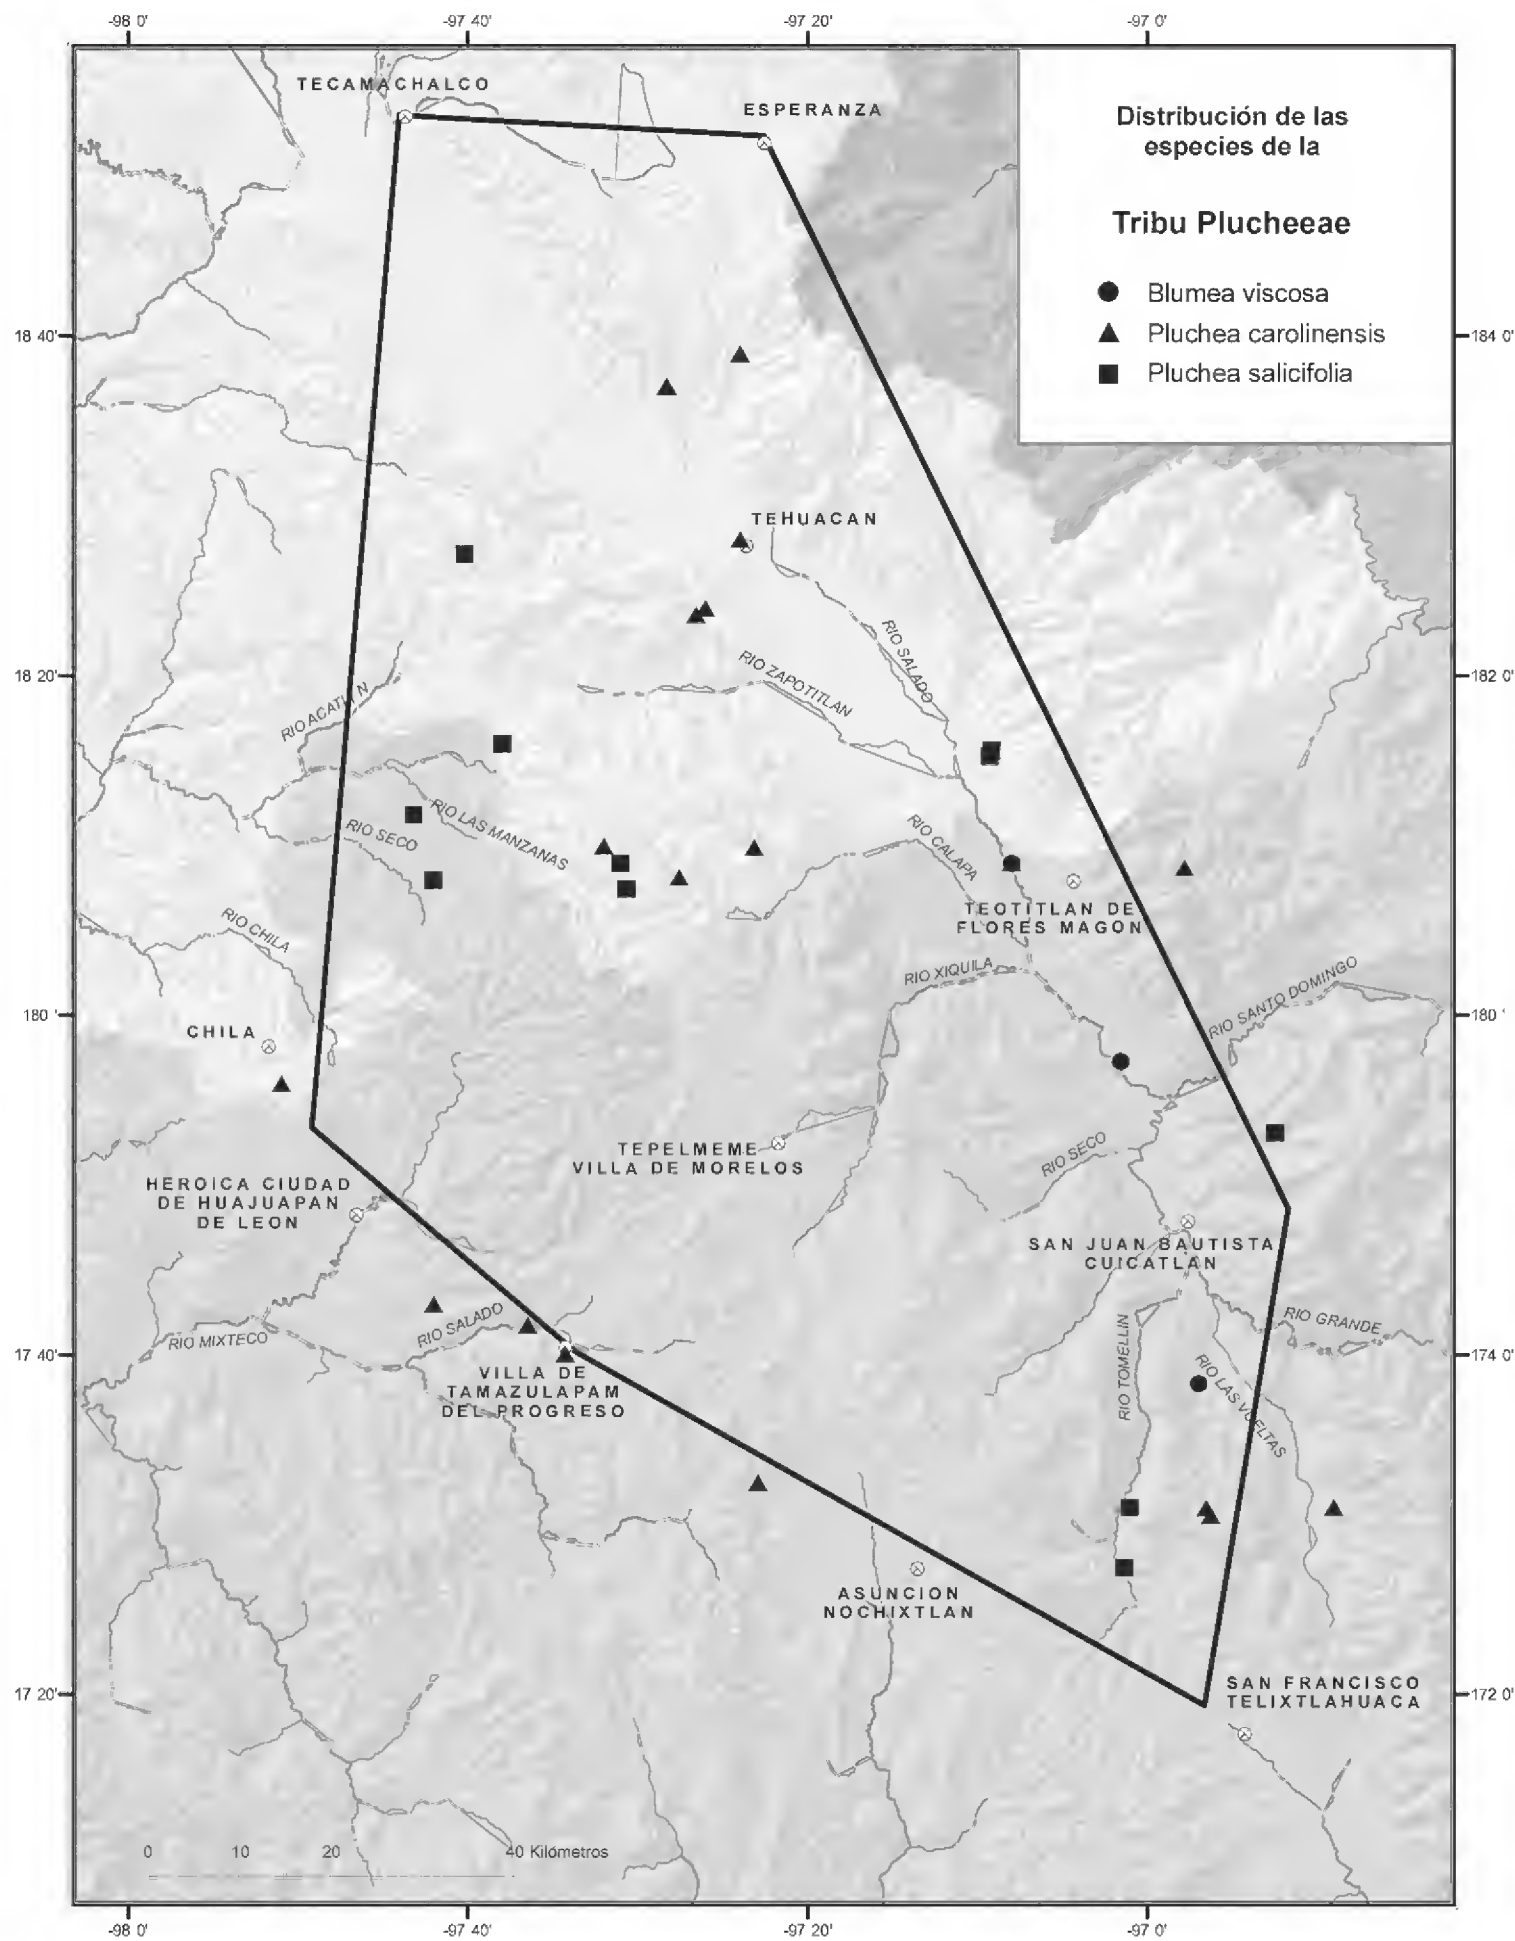 -98 0'
-97 40'
-97 20'
-97 0'
TECAMACHALCO
ESPERANZA
Distribución de las
especies de la
Tribu Plucheeae
Blumea viscosa
Pluchea carolinensis
Pluchea salicifolia
18 40'
184 0'
TEHUACAN
RIO SALADO
18 20'
182 0'
RIO ZAPOTITLAN
RIO ACATL N
RIO LAS MANZANAS
RIO SECO
RIO CALAPA
TEOTITLAN DE
FLORES MAGON
RIO CHILA
RIO XIQUILA
RIO SANTO DOMINGO
180 '
180 '
CHILA
TEPELMEME
VILLA DE MORELOS
RIO SECO
HEROICA CIUDAD
DE HUAJUAPAN
DE LEON
SAN JUAN BAUTISTA
CUICATLAN
RIO GRANDE
RIO SALADO
RIO MIXTECO
17 40'
174 0'
RIO TOMELLIN
RIO LAS VUELTAS
VILLA DE
TAMAZULAPAM
DEL PROGRESO
ASUNCION
NOCHIXTLAN
SAN FRANCISCO
TELIXTLAHUACA
17 20'
172 0'
0 10 20 40 Kilómetros
-98 0'
-97 40'
-97 20'
-97 0'